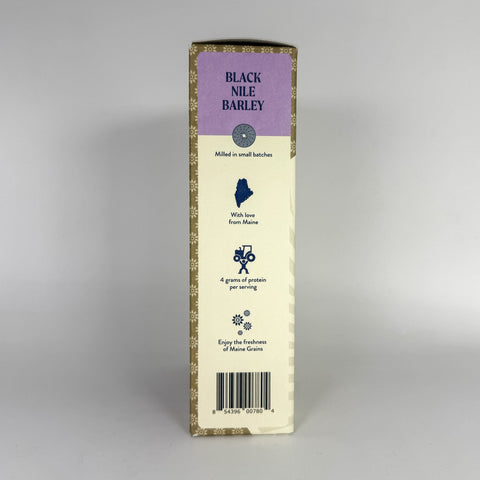 BLACK
NILE
BARLEY
Milled in small batches
With love
from Maine
4 grams of protein
per serving
Enjoy the freshness
of Maine Grains
8 54396 00780 4